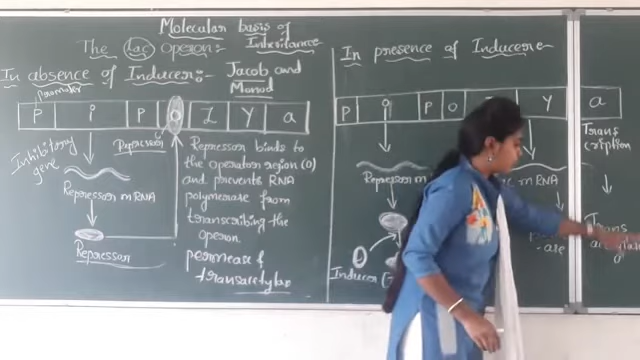 Molecular basis of
Inheritance
The lac operon:-
In absence of Inducer:-
Jacob and
Monod
promoter
P i P O Z Y a
Inhibitory
gene
Repressor
Repressor mRNA
Repressor
Repressor binds to
the operator region (O)
and prevents RNA
polymerase from
transcribing the
operon
permease &
transacetylase
In presence of Inducer:-
P i P O Y a
Repressor m
mRNA
Inducer
-ase
Trans
cription
Trans